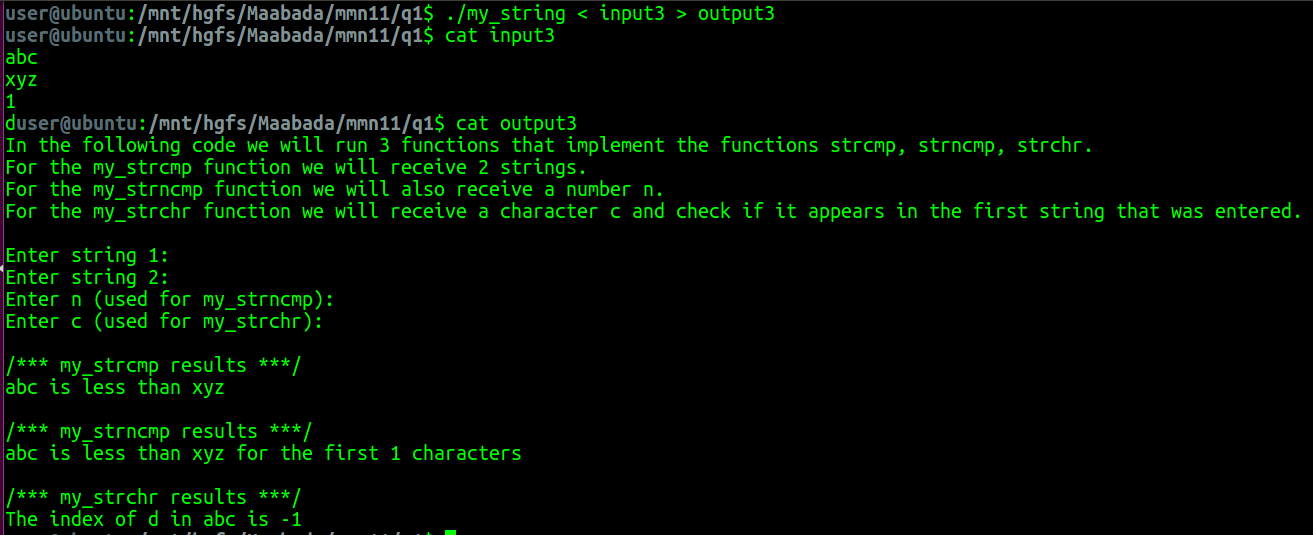 user@ubuntu:/mnt/hgfs/Maabada/mmn11/q1$ ./my_string < input3 > output3
user@ubuntu:/mnt/hgfs/Maabada/mmn11/q1$ cat input3
abc
xyz
1
duser@ubuntu:/mnt/hgfs/Maabada/mmn11/q1$ cat output3
In the following code we will run 3 functions that implement the functions strcmp, strncmp, strchr.
For the my_strcmp function we will receive 2 strings.
For the my_strncmp function we will also receive a number n.
For the my_strchr function we will receive a character c and check if it appears in the first string that was entered.
Enter string 1:
Enter string 2:
Enter n (used for my_strncmp):
Enter c (used for my_strchr):
/*** my_strcmp results ***/
abc is less than xyz
/*** my_strncmp results ***/
abc is less than xyz for the first 1 characters
/*** my_strchr results ***/
The index of d in abc is -1